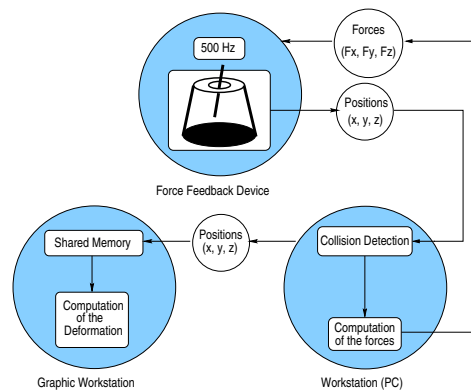 500 Hz
Forces
(Fx, Fy, Fz)
Positions
(x, y, z)
Force Feedback Device
Shared Memory
Positions
(x, y, z)
Collision Detection
Computation
of the
Deformation
Computation
of the forces
Graphic Workstation
Workstation (PC)